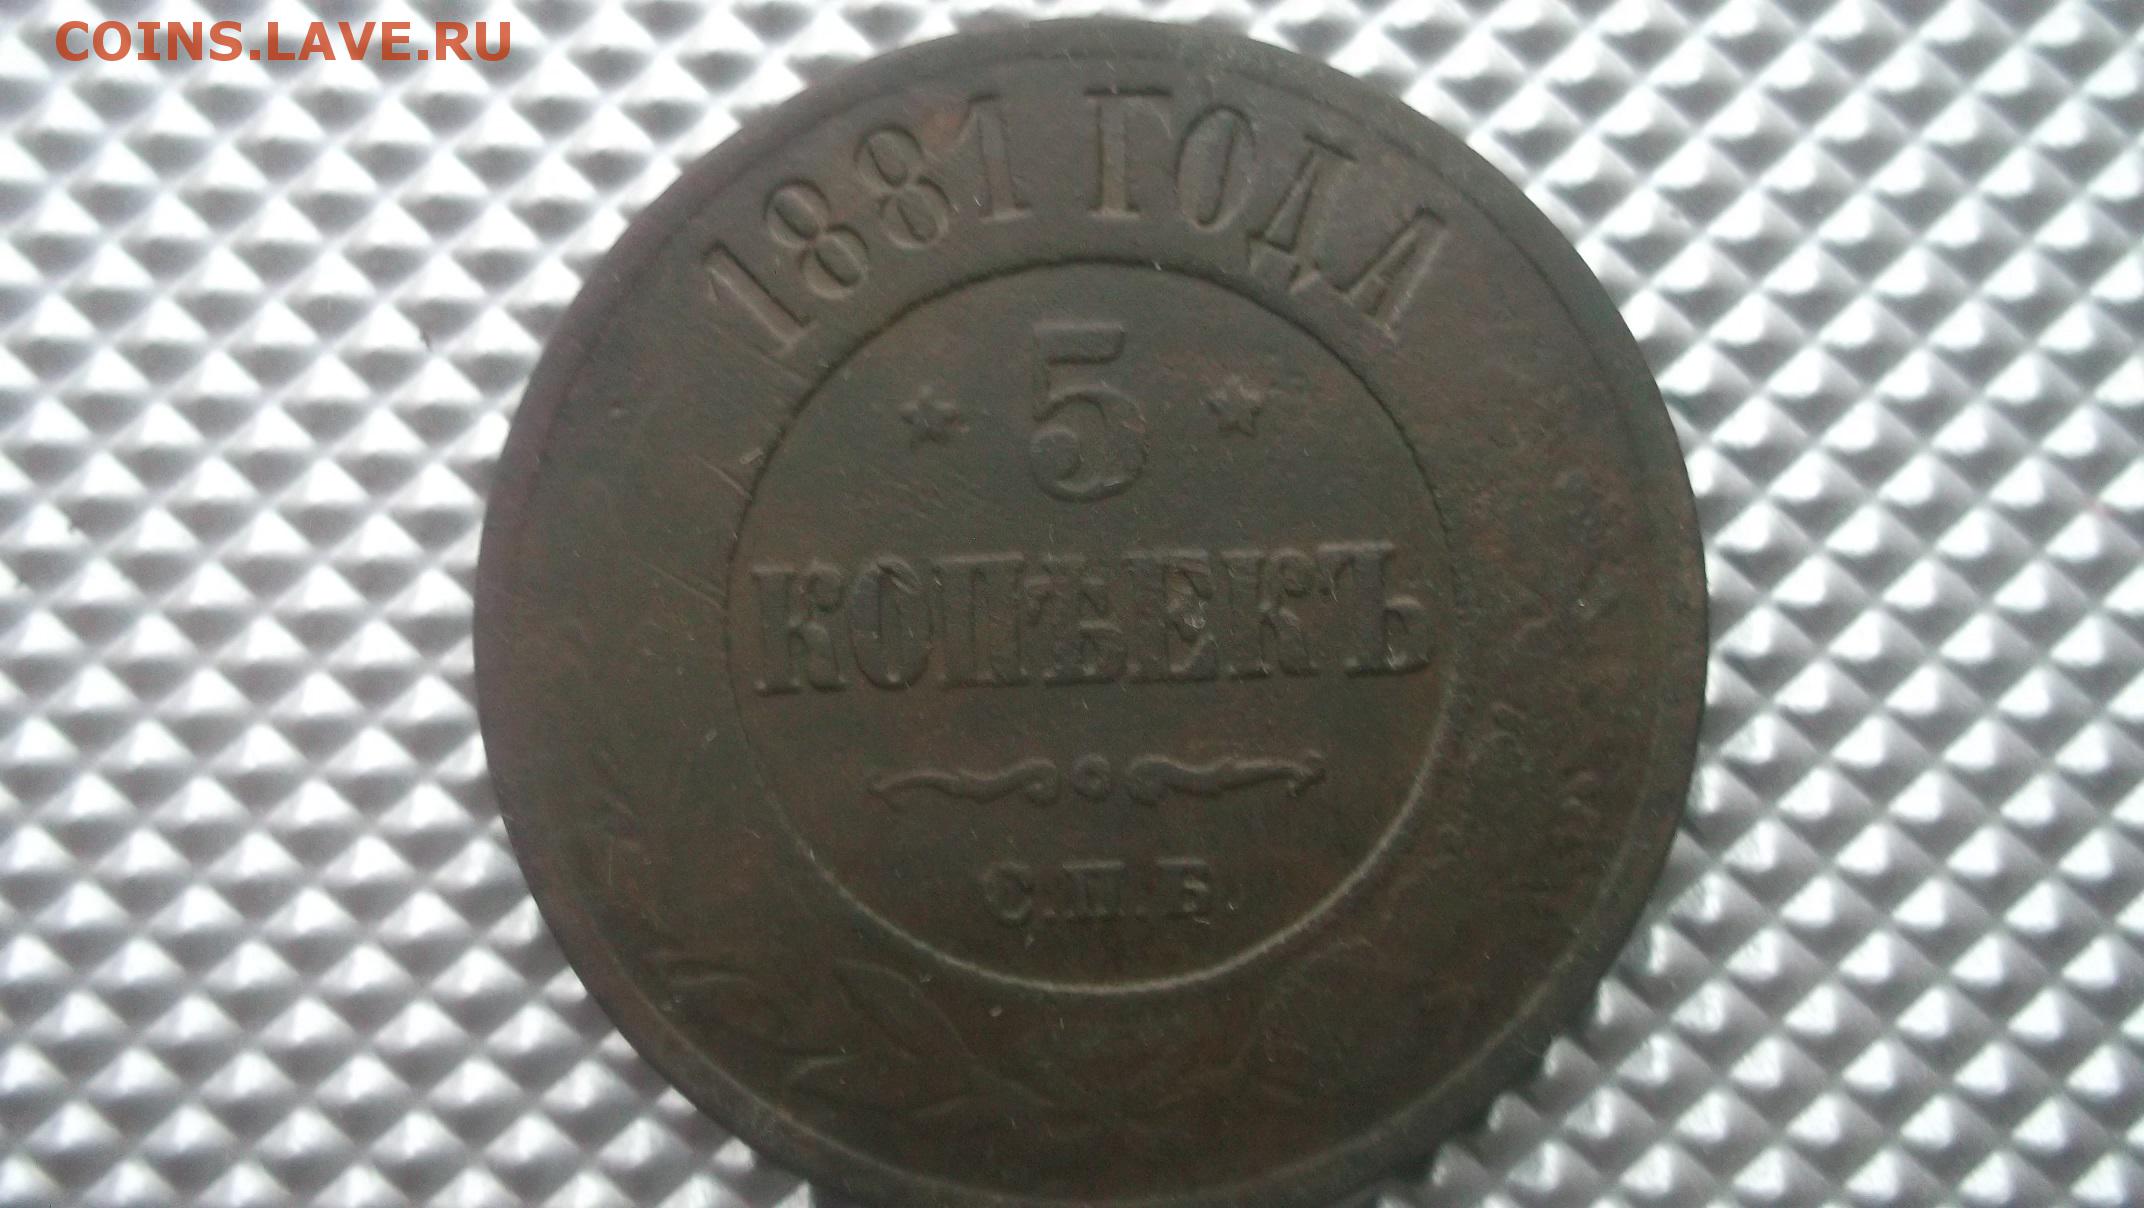 COINS.LAVE.RU
1881 ГОДА
5
КОПѢЕКЪ
С.П.Б.